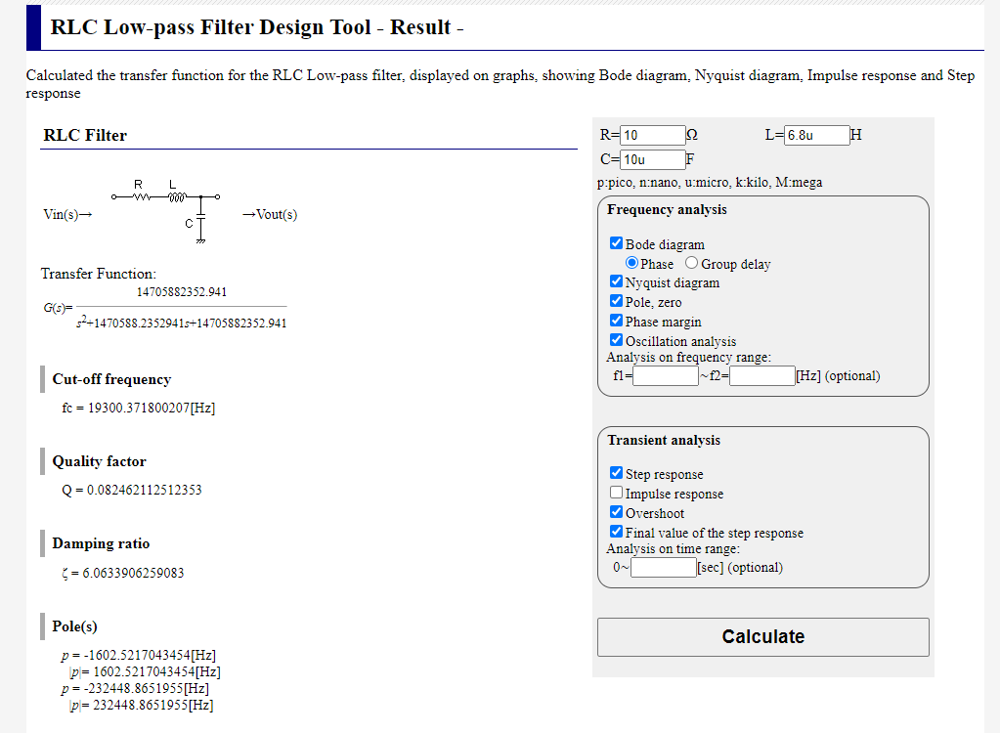 RLC Low-pass Filter Design Tool - Result -
Calculated the transfer function for the RLC Low-pass filter, displayed on graphs, showing Bode diagram, Nyquist diagram, Impulse response and Step
response
RLC Filter
R L
Vin(s)→ →Vout(s)
C
Transfer Function:
14705882352.941
G(s)=
s²+1470588.2352941s+14705882352.941
Cut-off frequency
fc = 19300.371800207[Hz]
Quality factor
Q = 0.082462112512353
Damping ratio
ζ = 6.0633906259083
Pole(s)
p = -1602.5217043454[Hz]
|p|= 1602.5217043454[Hz]
p = -232448.8651955[Hz]
|p|= 232448.8651955[Hz]
R=10Ω L=6.8uH
C=10uF
p:pico, n:nano, u:micro, k:kilo, M:mega
Frequency analysis
Bode diagram
Phase Group delay
Nyquist diagram
Pole, zero
Phase margin
Oscillation analysis
Analysis on frequency range:
f1= ~f2= [Hz] (optional)
Transient analysis
Step response
Impulse response
Overshoot
Final value of the step response
Analysis on time range:
0~ [sec] (optional)
Calculate